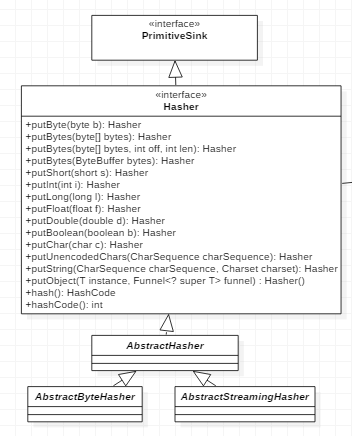 «interface»
PrimitiveSink
«interface»
Hasher
+putByte(byte b): Hasher
+putBytes(byte[] bytes): Hasher
+putBytes(byte[] bytes, int off, int len): Hasher
+putBytes(ByteBuffer bytes): Hasher
+putShort(short s): Hasher
+putInt(int i): Hasher
+putLong(long l): Hasher
+putFloat(float f): Hasher
+putDouble(double d): Hasher
+putBoolean(boolean b): Hasher
+putChar(char c): Hasher
+putUnencodedChars(CharSequence charSequence): Hasher
+putString(CharSequence charSequence, Charset charset): Hasher
+putObject(T instance, Funnel<? super T> funnel) : Hasher()
+hash(): HashCode
+hashCode(): int
AbstractHasher
AbstractByteHasher
AbstractStreamingHasher